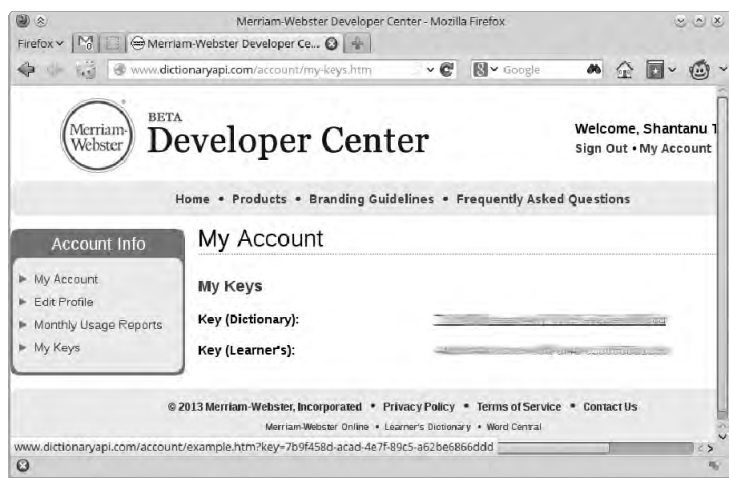 Merriam-Webster Developer Center - Mozilla Firefox
Firefox
Merriam-Webster Developer Ce...
www.dictionaryapi.com/account/my-keys.htm
Google
Merriam-Webster
BETA
Developer Center
Welcome, Shantanu T
Sign Out • My Account
Home • Products • Branding Guidelines • Frequently Asked Questions
Account Info
My Account
Edit Profile
Monthly Usage Reports
My Keys
My Account
My Keys
Key (Dictionary):
Key (Learner's):
© 2013 Merriam-Webster, Incorporated • Privacy Policy • Terms of Service • Contact Us
Merriam-Webster Online • Learner's Dictionary • Word Central
www.dictionaryapi.com/account/example.htm?key=7b9f458d-acad-4e7f-89c5-a62be6866ddd